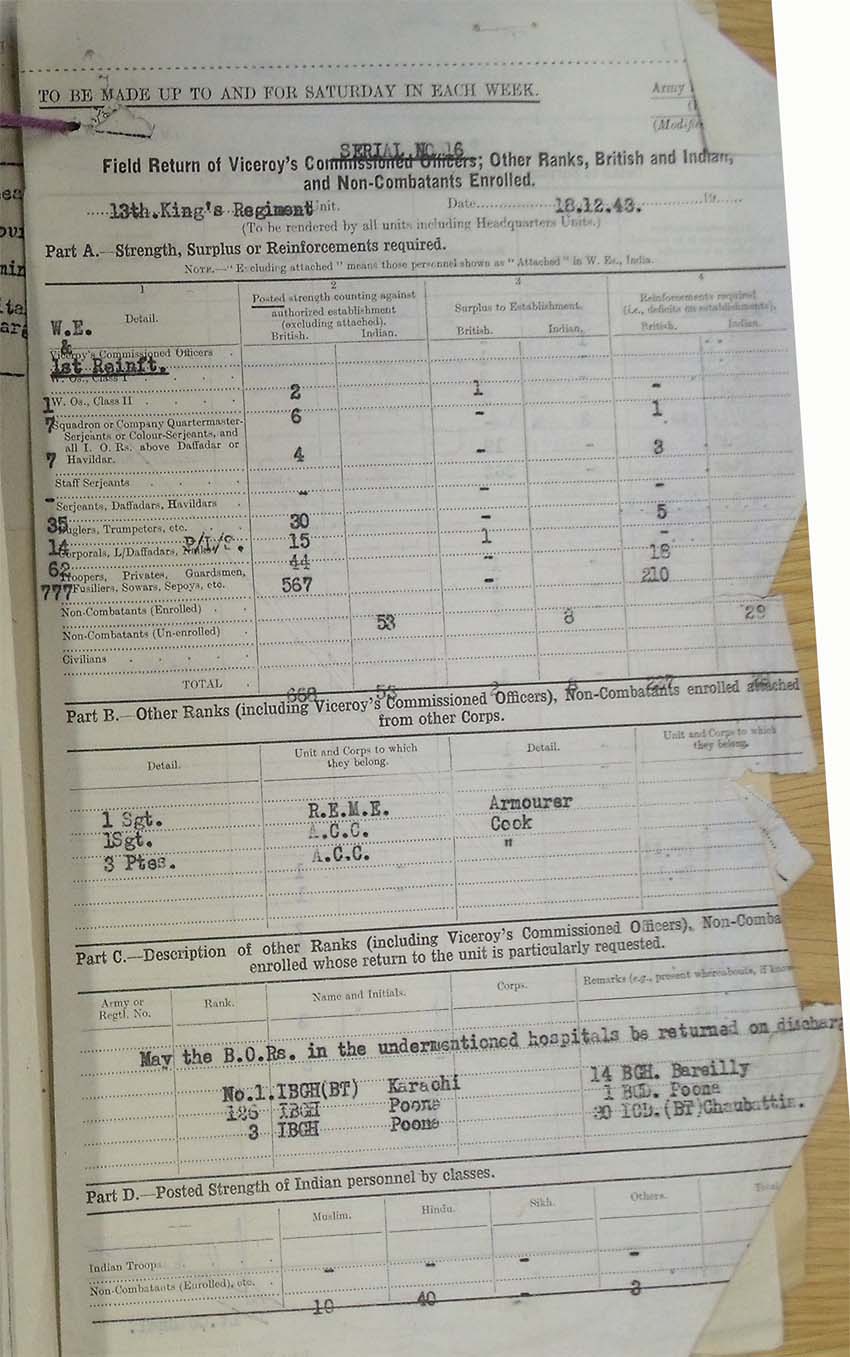 TO BE MADE UP TO AND FOR SATURDAY IN EACH WEEK.
Army
(Modifie
SERIAL NO.16
Field Return of Viceroy's Commissioned Officers; Other Ranks, British and Indian,
and Non-Combatants Enrolled.
13th.King's Regiment Unit. Date 18.12.43.
(To be rendered by all units including Headquarters Units.)
Part A.—Strength, Surplus or Reinforcements required.
NOTE.—" Excluding attached " means those personnel shown as " Attached " in W. Es., India.
1 2 3 4
Detail.
Posted strength counting against
authorized establishment
(excluding attached).
British. Indian.
Surplus to Establishment.
British. Indian.
Reinforcements required
(i.e., deficits on establishments).
British. Indian.
W.E.
&
1st Reinft.
Viceroy's Commissioned Officers
W. Os., Class I 2 1 -
1 W. Os., Class II 6 - 1
7 Squadron or Company Quartermaster-
Serjeants or Colour-Serjeants, and
all I. O. Rs. above Daffadar or
7 Havildar. 4 - 3
Staff Serjeants - - -
- Serjeants, Daffadars, Havildars 30 - 5
35 Buglers, Trumpeters, etc. 15 1 -
14 Corporals, L/Daffadars, P/L/S. 44 - 18
62 Troopers, Privates, Guardsmen,
777 Fusiliers, Sowars, Sepoys, etc. 567 - 210
Non-Combatants (Enrolled) 53 8 29
Non-Combatants (Un-enrolled)
Civilians
TOTAL 668 53 2 8 237
Part B.—Other Ranks (including Viceroy's Commissioned Officers), Non-Combatants enrolled attached
from other Corps.
Detail.
Unit and Corps to which
they belong.
Detail.
Unit and Corps to which
they belong.
1 Sgt. R.E.M.E. Armourer
1Sgt. A.C.C. Cook
3 Ptes. A.C.C. "
Part C.—Description of other Ranks (including Viceroy's Commissioned Officers), Non-Comba
enrolled whose return to the unit is particularly requested.
Army or
Regtl. No.
Rank.
Name and Initials.
Corps.
Remarks (e.g., present whereabouts, if know
May the B.O.Rs. in the undermentioned hospitals be returned on discharg
No.1.IBGH(BT) Karachi 14 BGH. Bareilly
126 IBGH Poona 1 Poona
3 IBGH Poona 30 (BT)Chaubattia.
Part D.—Posted Strength of Indian personnel by classes.
Muslim. Hindu. Sikh. Others. Total
Indian Troops - - - -
Non-Combatants (Enrolled), etc. 10 40 - 3